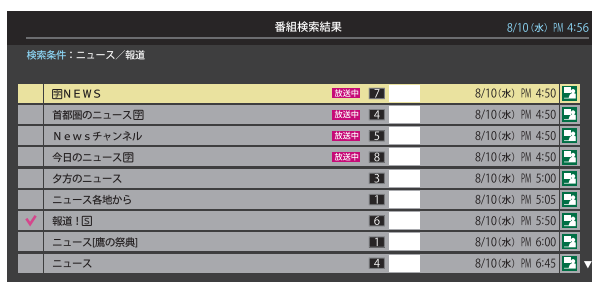 番組検索結果
8/10(水) PM 4:56
検索条件：ニュース／報道
🈑NEWS 放送中 7 8/10(水) PM 4:50
首都圏のニュース🈑 放送中 4 8/10(水) PM 4:50
Newsチャンネル 放送中 5 8/10(水) PM 4:50
今日のニュース🈑 放送中 8 8/10(水) PM 4:50
夕方のニュース 3 8/10(水) PM 5:00
ニュース各地から 1 8/10(水) PM 5:05
報道！🅂 6 8/10(水) PM 5:50
ニュース[鷹の祭典] 1 8/10(水) PM 6:00
ニュース 4 8/10(水) PM 6:45